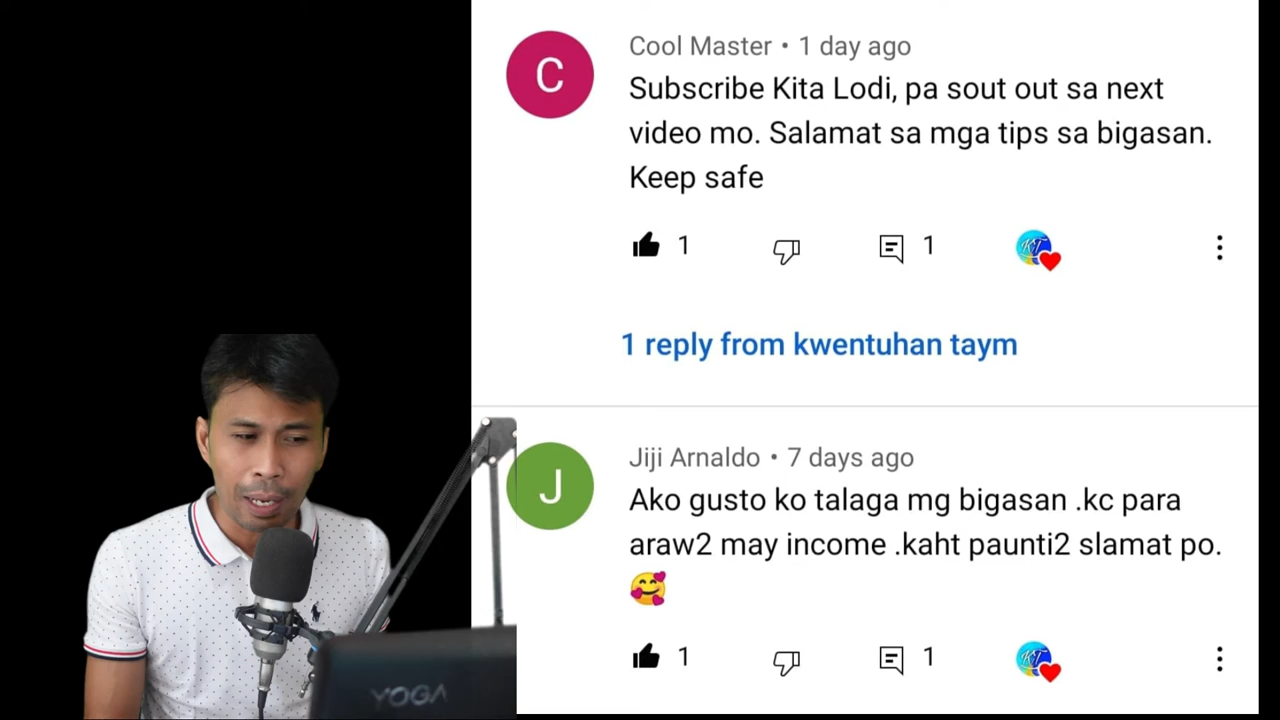 C
Cool Master • 1 day ago
Subscribe Kita Lodi, pa sout out sa next
video mo. Salamat sa mga tips sa bigasan.
Keep safe
1
1
KT
1 reply from kwentuhan taym
J
Jiji Arnaldo • 7 days ago
Ako gusto ko talaga mg bigasan .kc para
araw2 may income .kaht paunti2 slamat po.
1
1
KT
YOGA